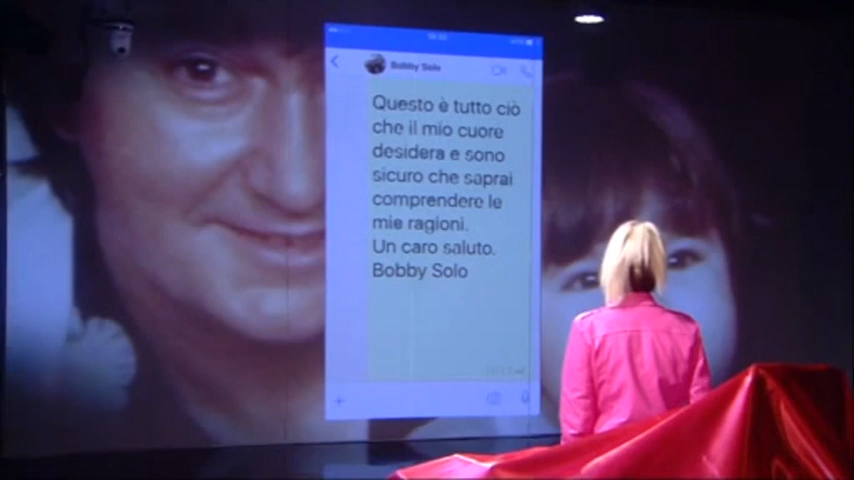 Bobby Solo
Questo è tutto ciò
che il mio cuore
desidera e sono
sicuro che saprai
comprendere le
mie ragioni.
Un caro saluto.
Bobby Solo